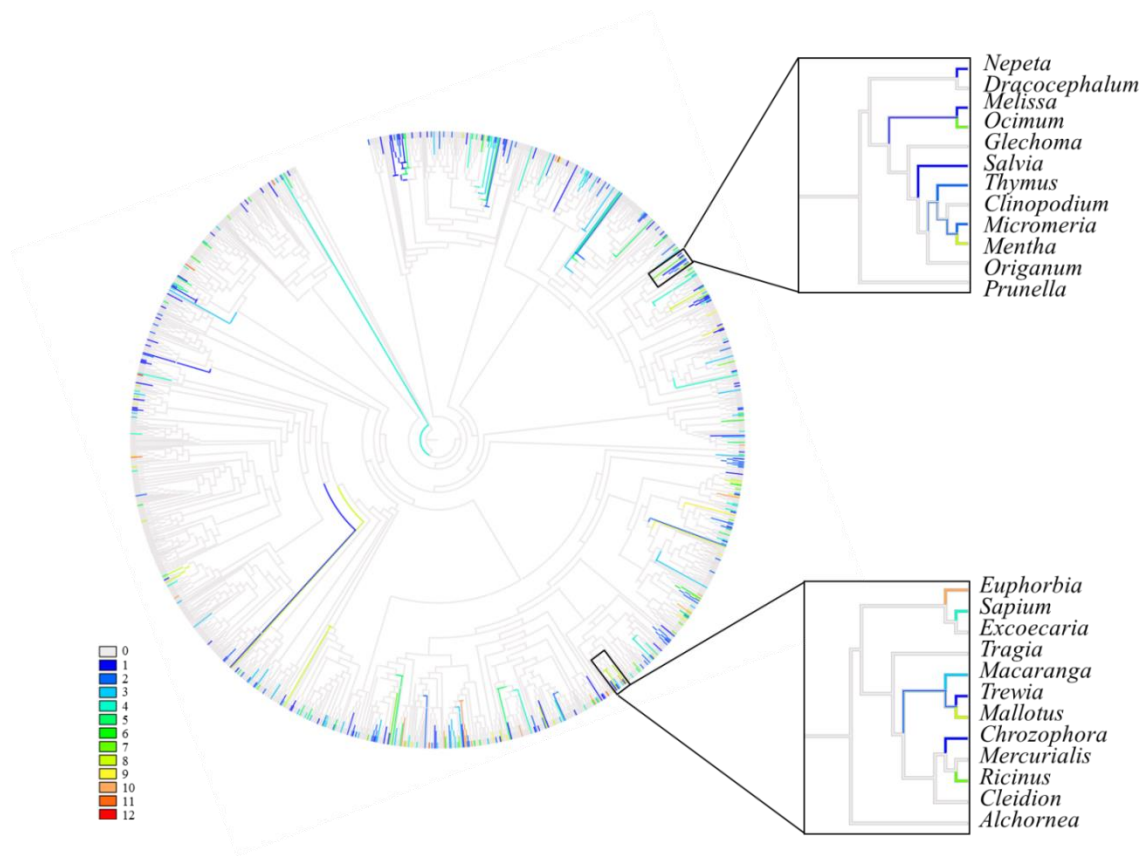 Nepeta
Dracocephalum
Melissa
Ocimum
Glechoma
Salvia
Thymus
Clinopodium
Micromeria
Mentha
Origanum
Prunella
Euphorbia
Sapium
Excoecaria
Tragia
Macaranga
Trewia
Mallotus
Chrozophora
Mercurialis
Ricinus
Cleidion
Alchornea
0
1
2
3
4
5
6
7
8
9
10
11
12